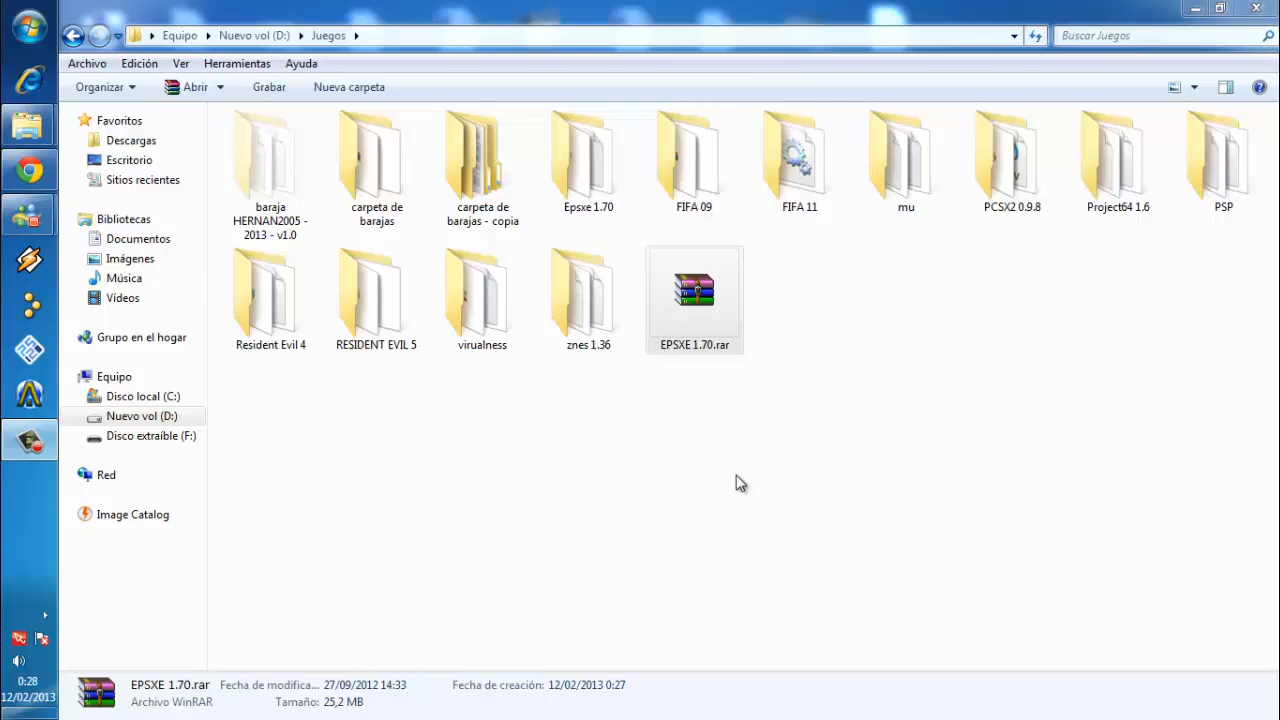 Equipo
Nuevo vol (D:)
Juegos
Buscar Juegos
Archivo
Edición
Ver
Herramientas
Ayuda
Organizar
Abrir
Grabar
Nueva carpeta
Favoritos
Descargas
Escritorio
Sitios recientes
Bibliotecas
Documentos
Imágenes
Música
Vídeos
Grupo en el hogar
Equipo
Disco local (C:)
Nuevo vol (D:)
Disco extraíble (F:)
Red
Image Catalog
baraja
HERNAN2005 -
2013 - v1.0
carpeta de
barajas
carpeta de
barajas - copia
Epsxe 1.70
FIFA 09
FIFA 11
mu
PCSX2 0.9.8
Project64 1.6
PSP
Resident Evil 4
RESIDENT EVIL 5
virualness
znes 1.36
EPSXE 1.70.rar
EPSXE 1.70.rar
Archivo WinRAR
Fecha de modifica... 27/09/2012 14:33
Tamaño: 25,2 MB
Fecha de creación: 12/02/2013 0:27
0:28
12/02/2013